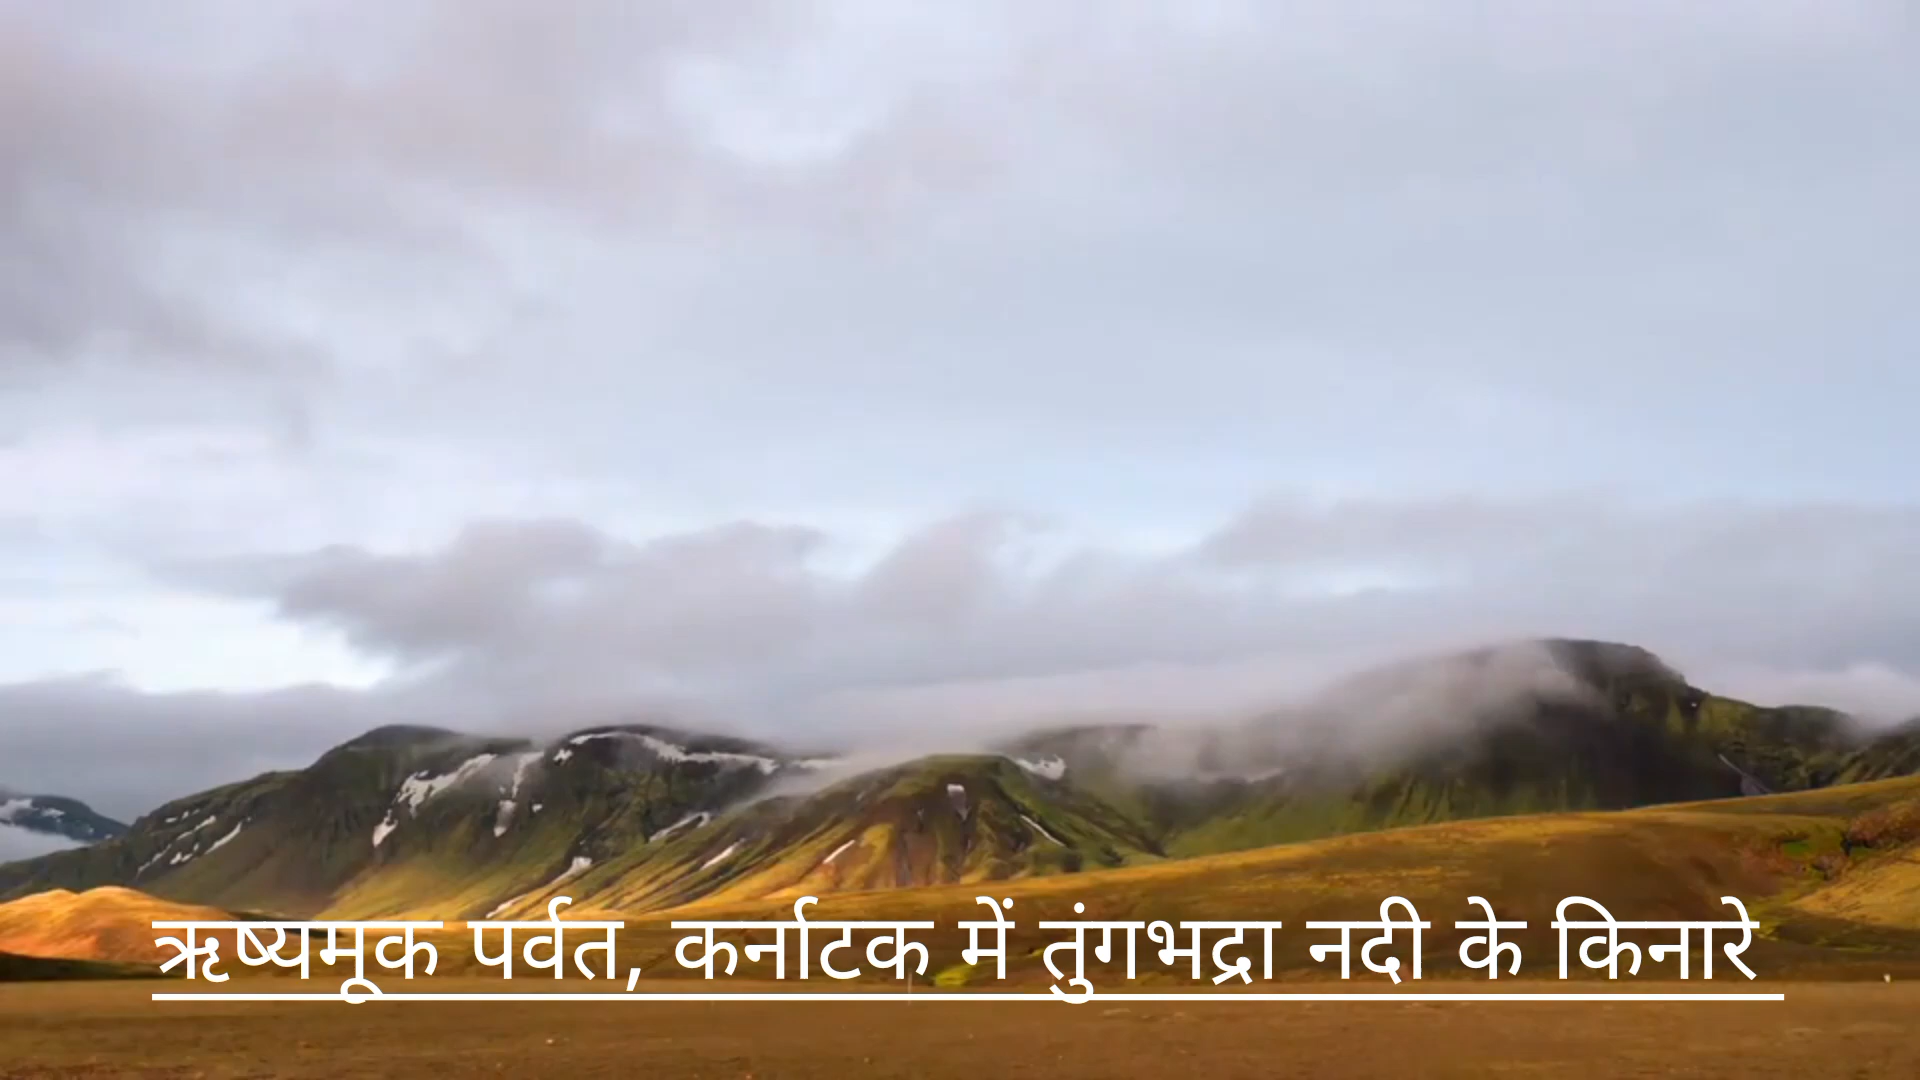 ऋष्यमूक पर्वत, कर्नाटक में तुंगभद्रा नदी के किनारे